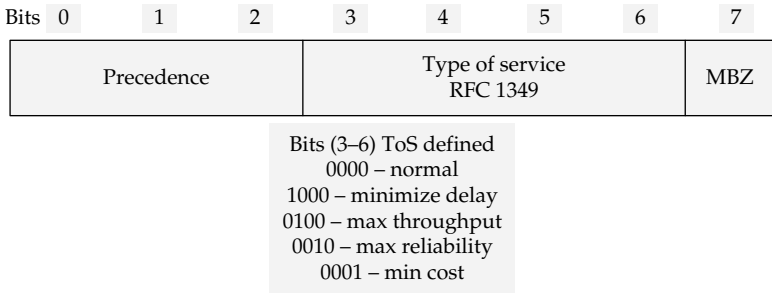 Bits 0 1 2 3 4 5 6 7
Precedence
Type of service
RFC 1349
MBZ
Bits (3–6) ToS defined
0000 – normal
1000 – minimize delay
0100 – max throughput
0010 – max reliability
0001 – min cost